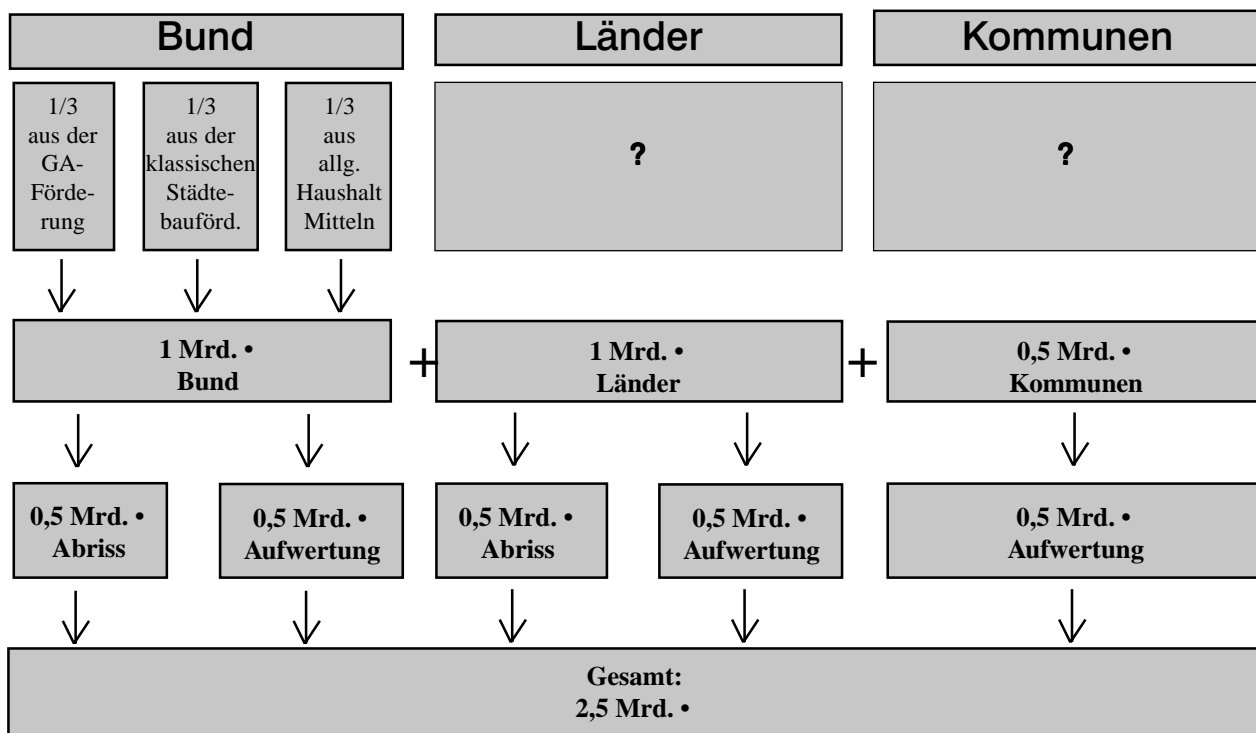 Bund
Länder
Kommunen
1/3
aus der
GA-
Förde-
rung
1/3
aus der
klassischen
Städte-
bauförd.
1/3
aus
allg.
Haushalt
Mitteln
?
?
1 Mrd. •
Bund
+
1 Mrd. •
Länder
+
0,5 Mrd. •
Kommunen
0,5 Mrd. •
Abriss
0,5 Mrd. •
Aufwertung
0,5 Mrd. •
Abriss
0,5 Mrd. •
Aufwertung
0,5 Mrd. •
Aufwertung
Gesamt:
2,5 Mrd. •